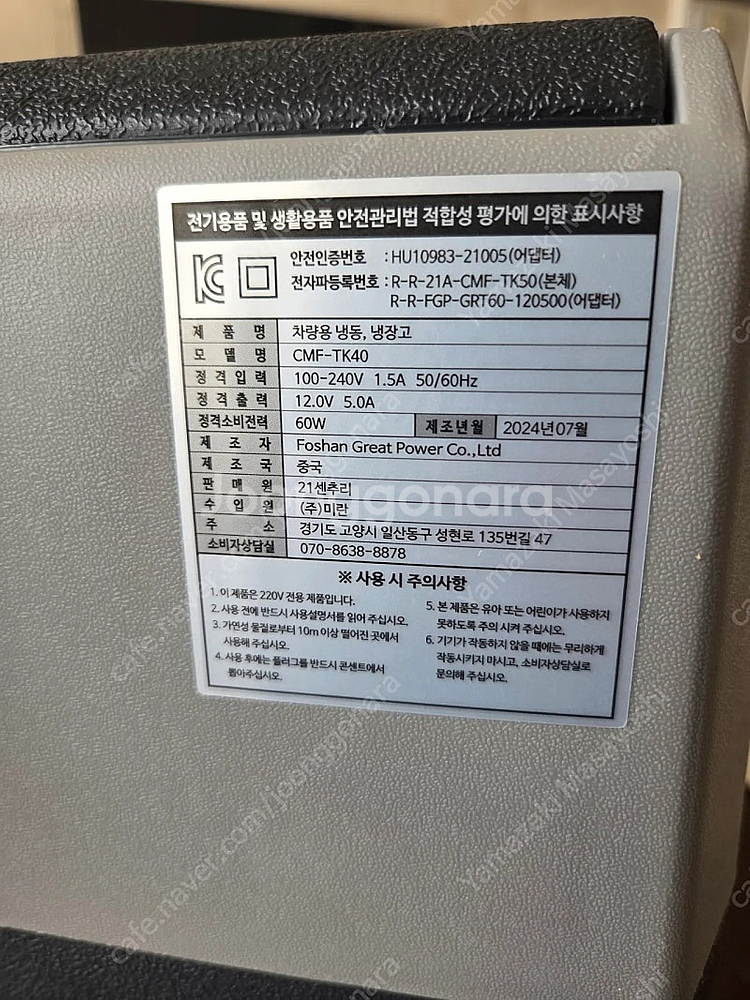 전기용품 및 생활용품 안전관리법 적합성 평가에 의한 표시사항
안전인증번호 : HU10983-21005(어댑터)
전자파등록번호 : R-R-21A-CMF-TK50(본체)
R-R-FGP-GRT60-120500(어댑터)
제품명 차량용 냉동, 냉장고
모델명 CMF-TK40
정격입력 100-240V 1.5A 50/60Hz
정격출력 12.0V 5.0A
정격소비전력 60W 제조년월 2024년07월
제조자 Foshan Great Power Co.,Ltd
제조국 중국
판매원 21센추리
수입원 (주)미란
주소 경기도 고양시 일산동구 성현로 135번길 47
소비자상담실 070-8638-8878
※ 사용 시 주의사항
1. 이 제품은 220V 전용 제품입니다.
2. 사용 전에 반드시 사용설명서를 읽어 주십시오.
3. 가연성 물질로부터 10m 이상 떨어진 곳에서
사용해 주십시오.
4. 사용 후에는 플러그를 반드시 콘센트에서
뽑아주십시오.
5. 본 제품은 유아 또는 어린이가 사용하지
못하도록 주의 시켜 주십시오.
6. 기기가 작동하지 않을 때에는 무리하게
작동시키지 마시고, 소비자상담실로
문의해 주십시오.
joonggonara
cafe.naver.com/joonggonara
Yamazaki Masayoshi